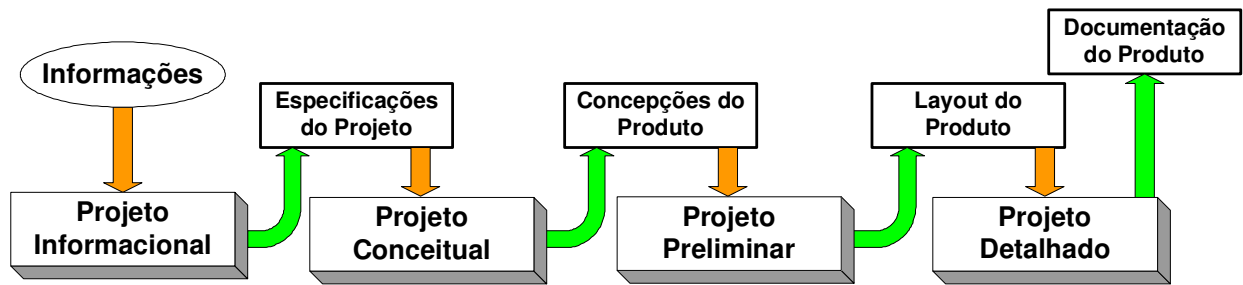 Informações
Projeto
Informacional
Especificações
do Projeto
Projeto
Conceitual
Concepções do
Produto
Projeto
Preliminar
Layout do
Produto
Projeto
Detalhado
Documentação
do Produto